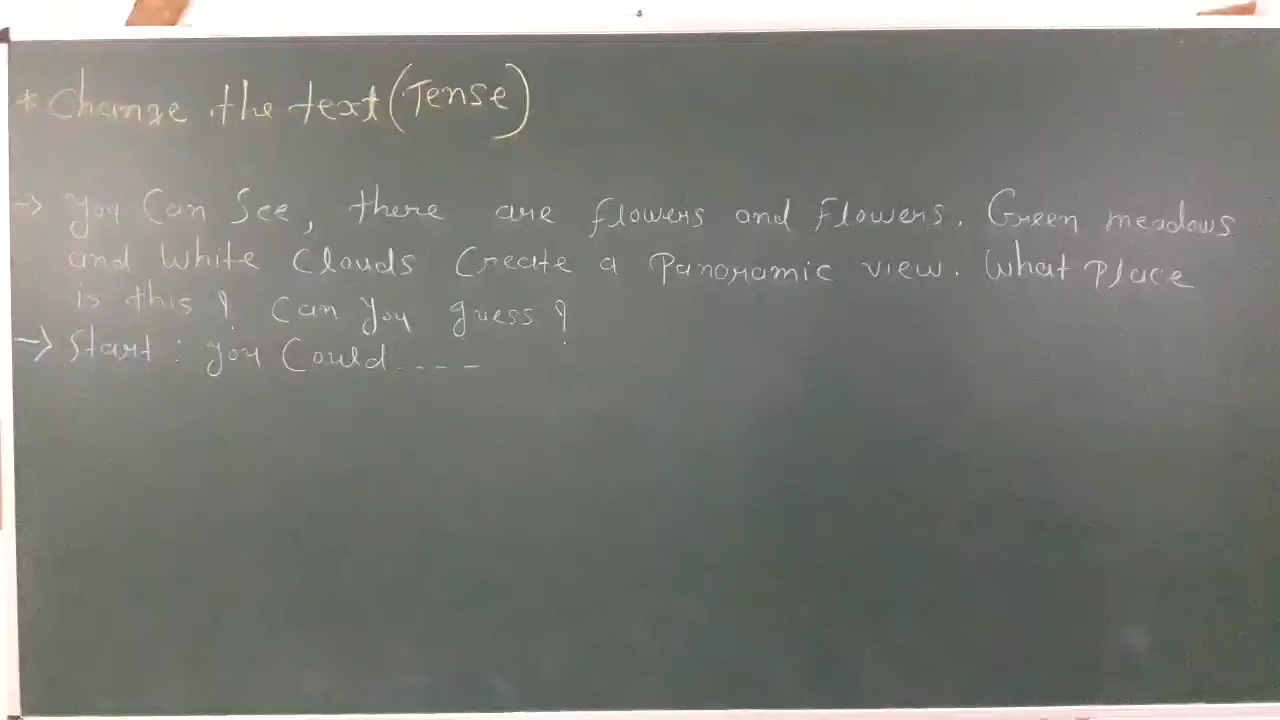 * Change the text (Tense)
→ You Can See, there are flowers and flowers. Green meadows
and white Clouds Create a Panoramic view. What Place
is this ? Can you guess ?
→ Start : you Could ....--